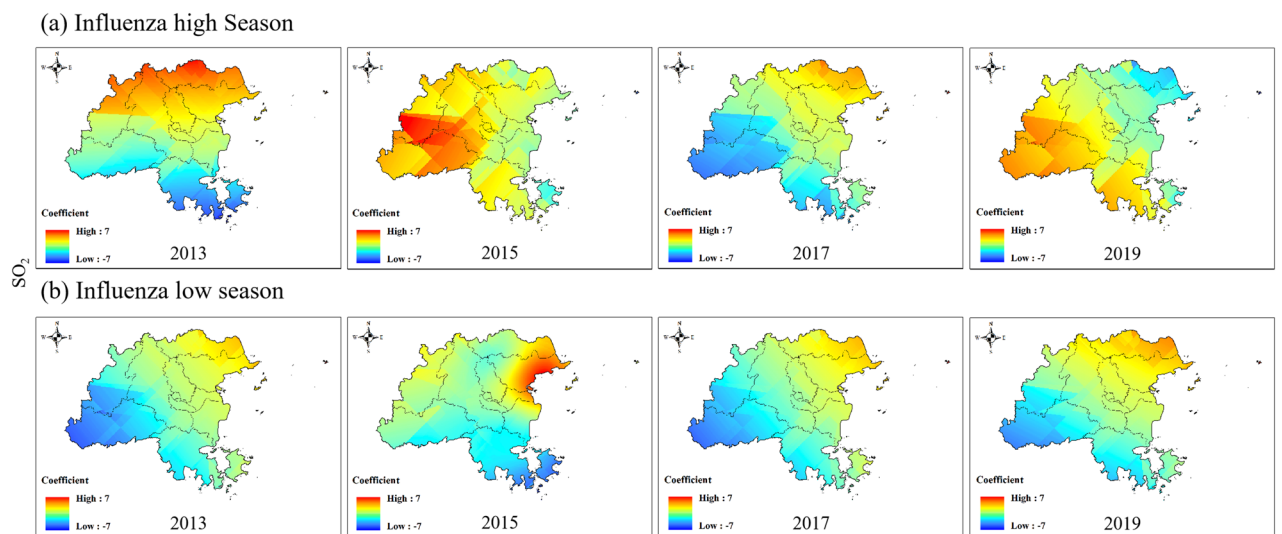 (a) Influenza high Season
N
W E
S
Coefficient
High : 7
Low : -7
2013
N
W E
S
Coefficient
High : 7
Low : -7
2015
N
W E
S
Coefficient
High : 7
Low : -7
2017
N
W E
S
Coefficient
High : 7
Low : -7
2019
SO₂
(b) Influenza low season
N
W E
S
Coefficient
High : 7
Low : -7
2013
N
W E
S
Coefficient
High : 7
Low : -7
2015
N
W E
S
Coefficient
High : 7
Low : -7
2017
N
W E
S
Coefficient
High : 7
Low : -7
2019